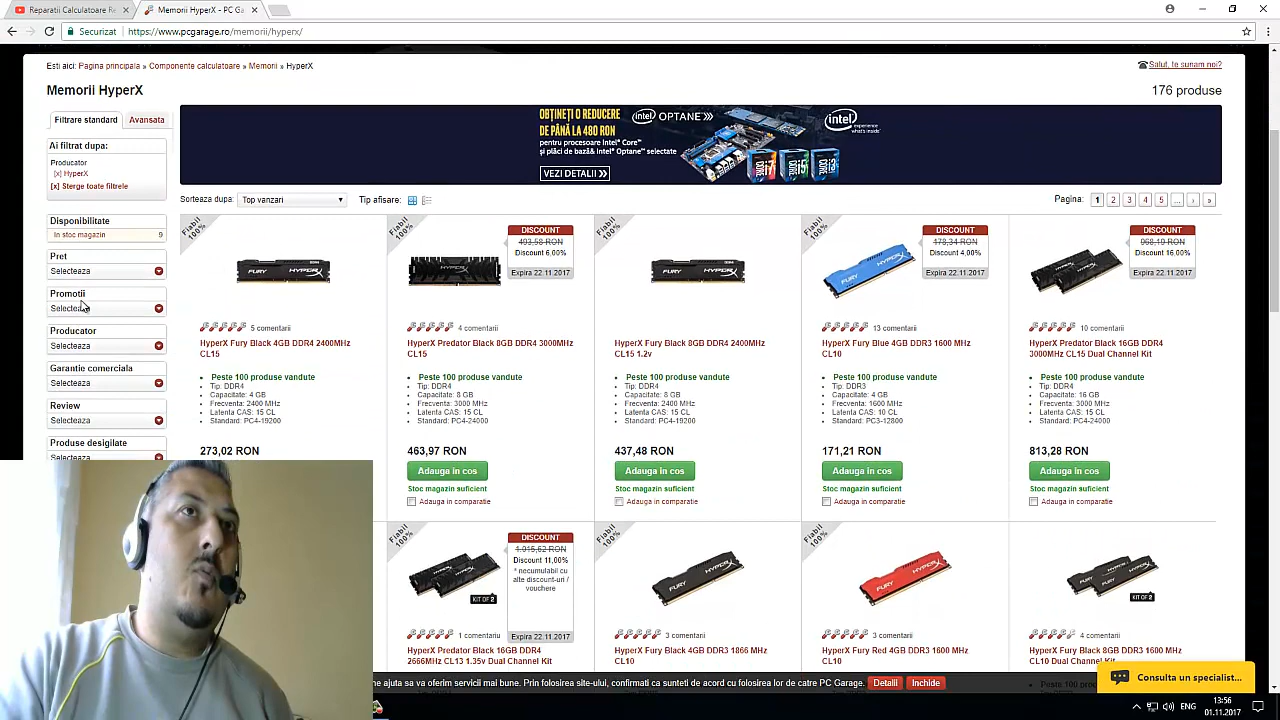 Reparatii Calculatoare Re
Memorii HyperX - PC Ga
Securizat
https://www.pcgarage.ro/memorii/hyperx/
Esti aici: Pagina principala » Componente calculatoare » Memorii » HyperX
Salut, te sunam noi?
Memorii HyperX
176 produse
Filtrare standard
Avansata
Ai filtrat dupa:
Producator
[x] HyperX
[x] Sterge toate filtrele
OBȚINEȚI O REDUCERE
DE PÂNĂ LA 480 RON
pentru procesoare Intel® Core™
și plăci de bază& Intel® Optane™ selectate
VEZI DETALII »
intel OPTANE »
intel experience what's inside™
i7 i5 i3
Sorteaza dupa: Top vanzari
Tip afisare:
Pagina: 1 2 3 4 5 ... › »
Disponibilitate
In stoc magazin 9
Pret
Selecteaza
Promotii
Selecteaza
Producator
Selecteaza
Garantie comerciala
Selecteaza
Review
Selecteaza
Produse desigilate
Selecteaza
Fiabil 100%
5 comentarii
HyperX Fury Black 4GB DDR4 2400MHz
CL15
Peste 100 produse vandute
Tip: DDR4
Capacitate: 4 GB
Frecventa: 2400 MHz
Latenta CAS: 15 CL
Standard: PC4-19200
273,02 RON
Fiabil 100%
DISCOUNT
493,58 RON
Discount 6,00%
Expira 22.11.2017
4 comentarii
HyperX Predator Black 8GB DDR4 3000MHz
CL15
Peste 100 produse vandute
Tip: DDR4
Capacitate: 8 GB
Frecventa: 3000 MHz
Latenta CAS: 15 CL
Standard: PC4-24000
463,97 RON
Adauga in cos
Stoc magazin suficient
Adauga in comparatie
Fiabil 100%
HyperX Fury Black 8GB DDR4 2400MHz
CL15 1.2v
Peste 100 produse vandute
Tip: DDR4
Capacitate: 8 GB
Frecventa: 2400 MHz
Latenta CAS: 15 CL
Standard: PC4-19200
437,48 RON
Adauga in cos
Stoc magazin suficient
Adauga in comparatie
Fiabil 100%
DISCOUNT
178,34 RON
Discount 4,00%
Expira 22.11.2017
13 comentarii
HyperX Fury Blue 4GB DDR3 1600 MHz
CL10
Peste 100 produse vandute
Tip: DDR3
Capacitate: 4 GB
Frecventa: 1600 MHz
Latenta CAS: 10 CL
Standard: PC3-12800
171,21 RON
Adauga in cos
Stoc magazin suficient
Adauga in comparatie
DISCOUNT
968,19 RON
Discount 16,00%
Expira 22.11.2017
10 comentarii
HyperX Predator Black 16GB DDR4
3000MHz CL15 Dual Channel Kit
Peste 100 produse vandute
Tip: DDR4
Capacitate: 16 GB
Frecventa: 3000 MHz
Latenta CAS: 15 CL
Standard: PC4-24000
813,28 RON
Adauga in cos
Stoc magazin suficient
Adauga in comparatie
Fiabil 100%
DISCOUNT
1.015,62 RON
Discount 11,00%
* necumulabil cu
alte discount-uri /
vouchere
Expira 22.11.2017
KIT OF 2
1 comentariu
HyperX Predator Black 16GB DDR4
2666MHz CL13 1.35v Dual Channel Kit
Fiabil 100%
3 comentarii
HyperX Fury Black 4GB DDR3 1866 MHz
CL10
Fiabil 100%
3 comentarii
HyperX Fury Red 4GB DDR3 1600 MHz
CL10
KIT OF 2
4 comentarii
HyperX Fury Black 8GB DDR3 1600 MHz
CL10 Dual Channel Kit
Peste 100 pro
ne ajuta sa va oferim servicii mai bune. Prin folosirea site-ului, confirmati ca sunteti de acord cu folosirea lor de catre PC Garage.
Detalii
Inchide
Consulta un specialist...
ENG
13:56
01.11.2017